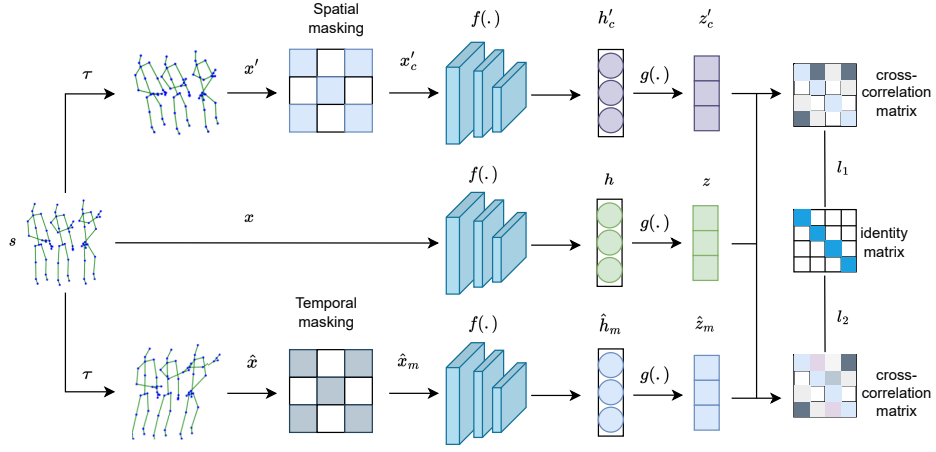 Spatial
masking
f(.)
h′c
z′c
τ
x′
x′c
g(.)
cross-
correlation
matrix
l1
f(.)
h
z
s
x
g(.)
identity
matrix
Temporal
masking
f(.)
ĥm
ẑm
l2
τ
x̂
x̂m
g(.)
cross-
correlation
matrix